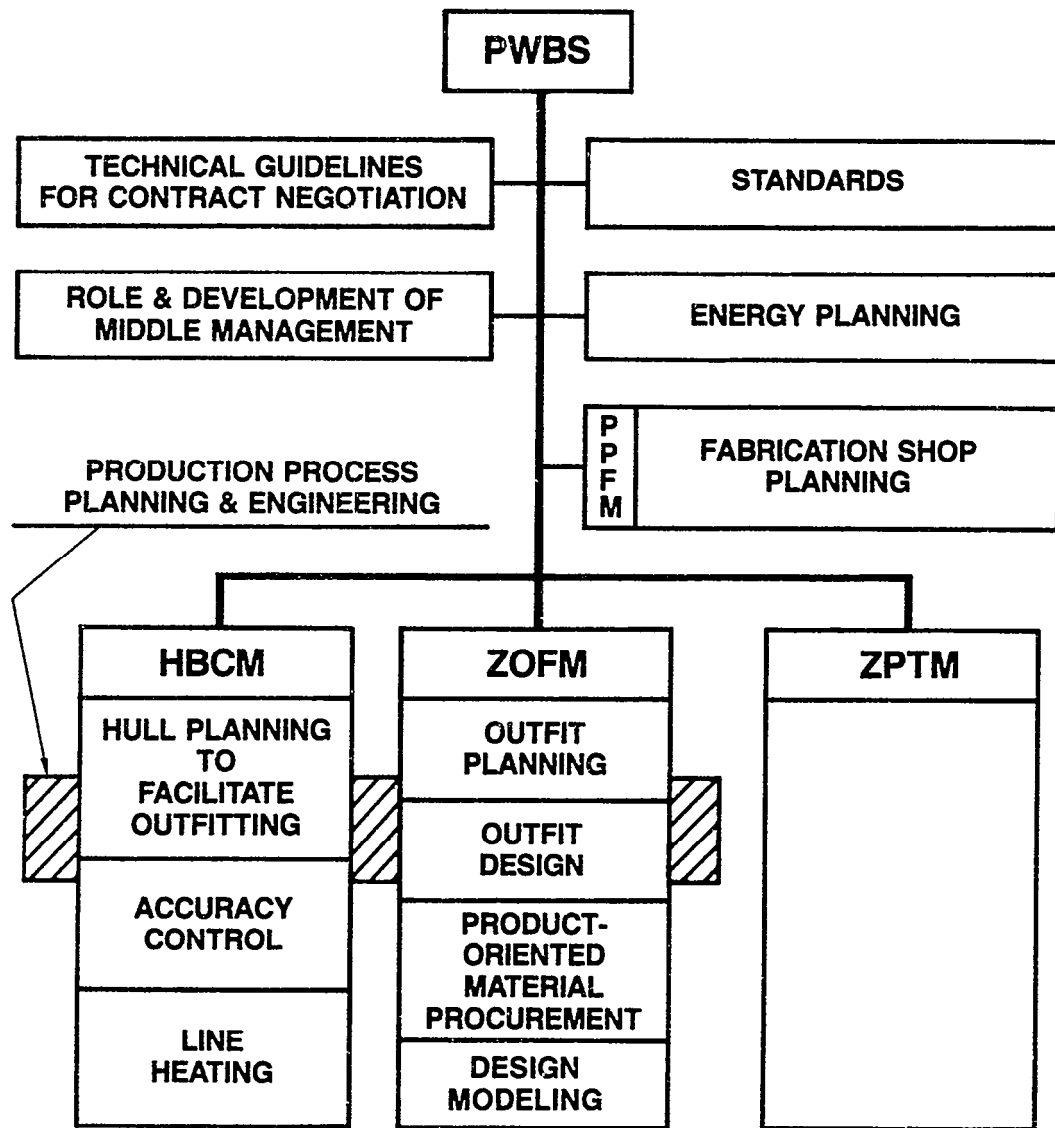 PWBS
TECHNICAL GUIDELINES
FOR CONTRACT NEGOTIATION
STANDARDS
ROLE & DEVELOPMENT OF
MIDDLE MANAGEMENT
ENERGY PLANNING
PPFM
FABRICATION SHOP
PLANNING
PRODUCTION PROCESS
PLANNING & ENGINEERING
HBCM
HULL PLANNING
TO
FACILITATE
OUTFITTING
ACCURACY
CONTROL
LINE
HEATING
ZOFM
OUTFIT
PLANNING
OUTFIT
DESIGN
PRODUCT-
ORIENTED
MATERIAL
PROCUREMENT
DESIGN
MODELING
ZPTM